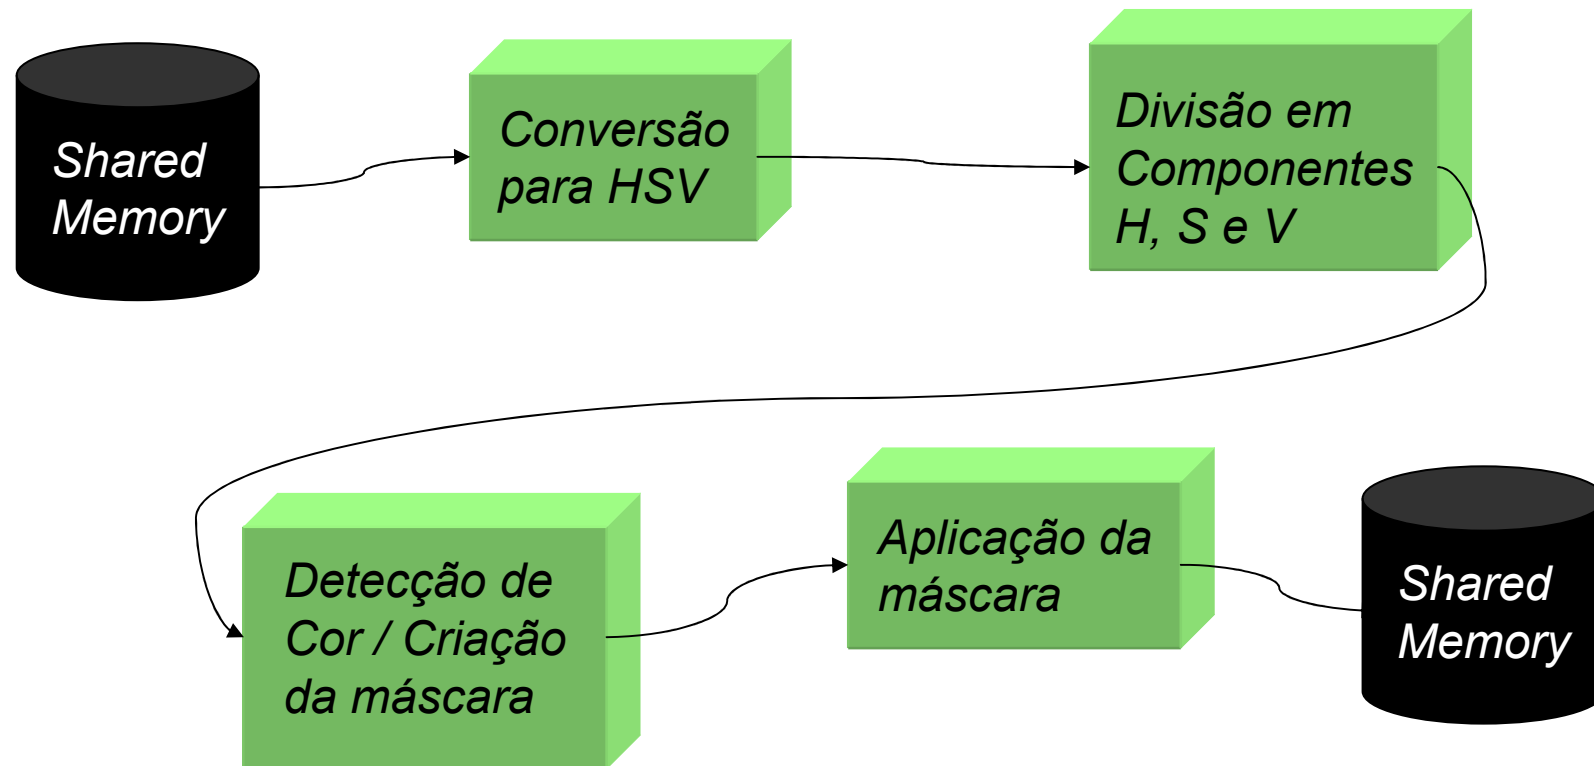 Shared
Memory
Conversão
para HSV
Divisão em
Componentes
H, S e V
Detecção de
Cor / Criação
da máscara
Aplicação da
máscara
Shared
Memory